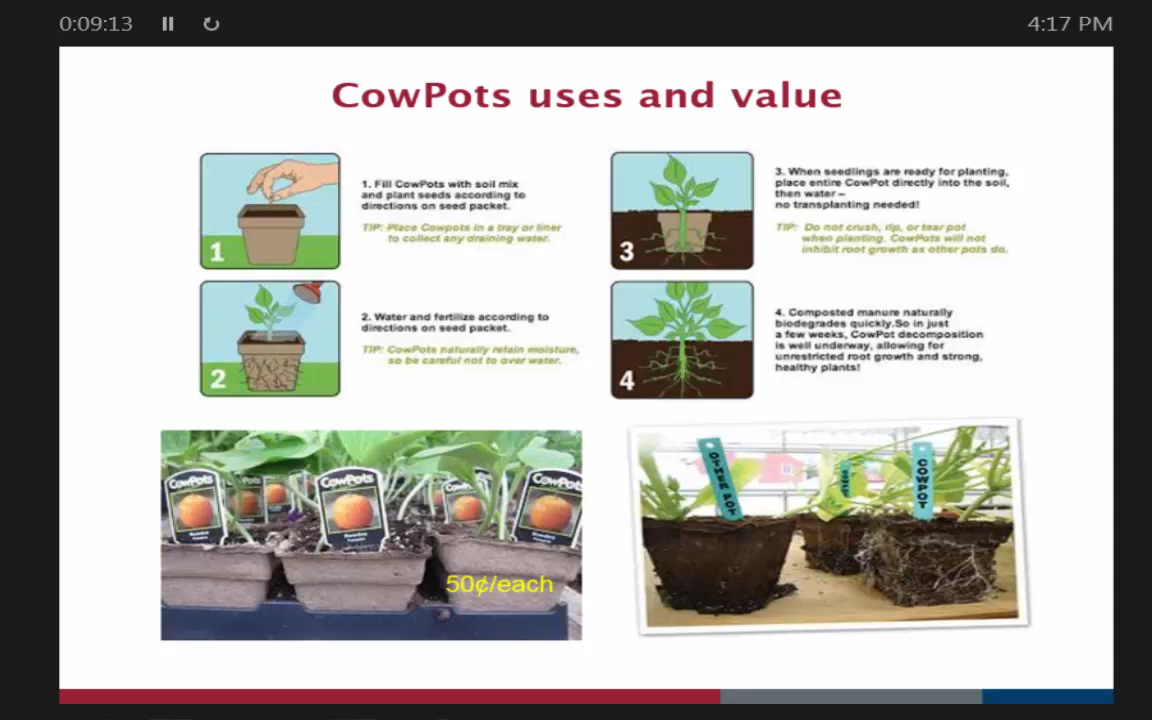 0:09:13
4:17 PM
CowPots uses and value
1
1. Fill CowPots with soil mix
and plant seeds according to
directions on seed packet.
TIP: Place Cowpots in a tray or liner
to collect any draining water.
2
2. Water and fertilize according to
directions on seed packet.
TIP: CowPots naturally retain moisture,
so be careful not to over water.
3
3. When seedlings are ready for planting,
place entire CowPot directly into the soil,
then water –
no transplanting needed!
TIP: Do not crush, rip, or tear pot
when planting. CowPots will not
inhibit root growth as other pots do.
4
4. Composted manure naturally
biodegrades quickly.So in just
a few weeks, CowPot decomposition
is well underway, allowing for
unrestricted root growth and strong,
healthy plants!
CowPots
CowPots
CowPots
50¢/each
OTHER POT
COWPOT